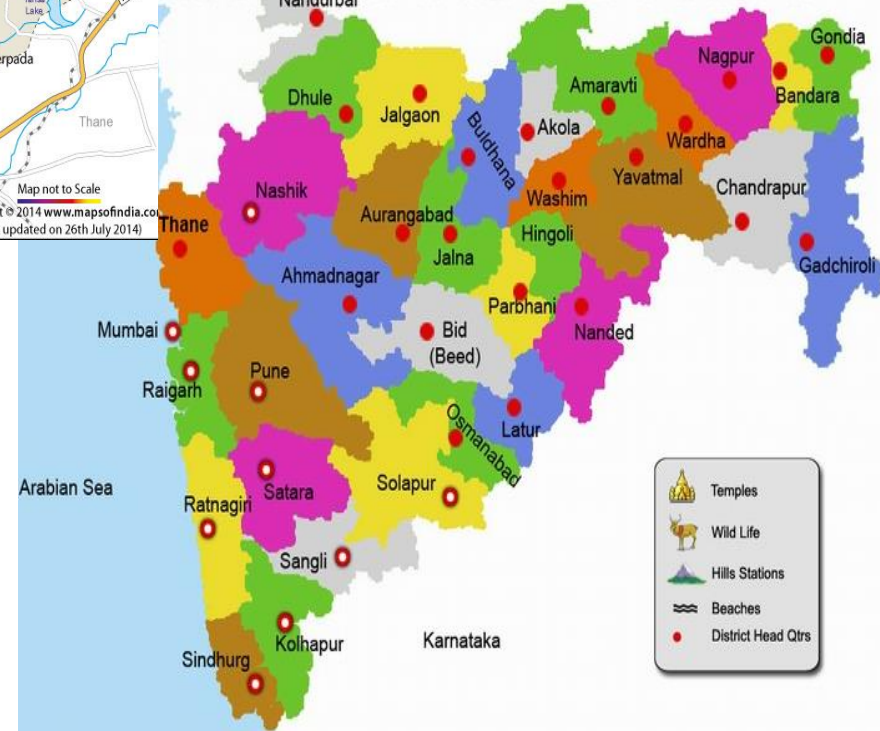 Lake
erpada
Thane
Map not to Scale
t © 2014 www.mapsofindia.co
updated on 26th July 2014)
Nandurbar
Dhule
Jalgaon
Buldhana
Akola
Amaravti
Nagpur
Gondia
Bandara
Wardha
Nashik
Aurangabad
Washim
Yavatmal
Chandrapur
Thane
Ahmadnagar
Jalna
Hingoli
Gadchiroli
Parbhani
Mumbai
Bid
(Beed)
Nanded
Raigarh
Pune
Osmanabad
Latur
Arabian Sea
Ratnagiri
Satara
Solapur
Sangli
Kolhapur
Karnataka
Sindhurg
Temples
Wild Life
Hills Stations
Beaches
District Head Qtrs